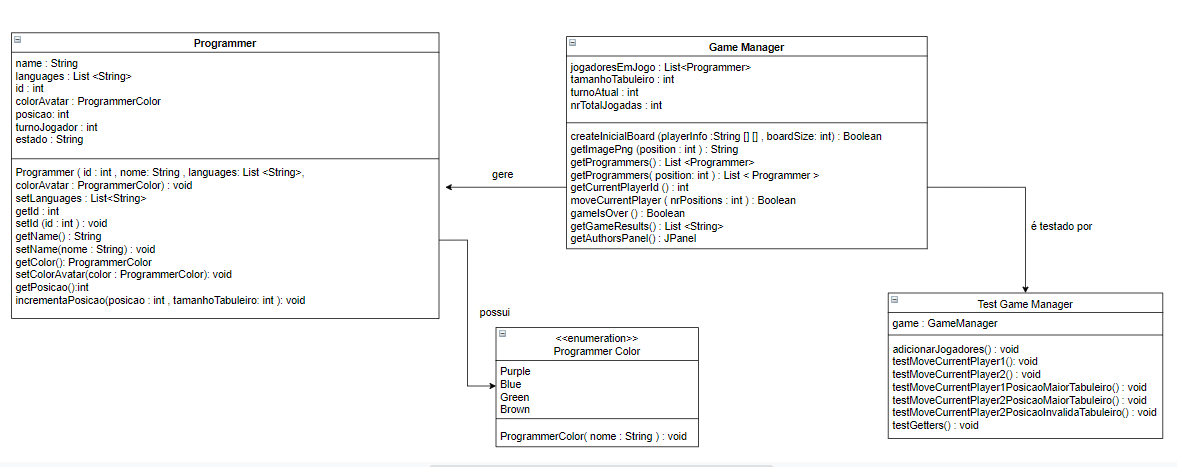 Programmer
name : String
languages : List <String>
id : int
colorAvatar : ProgrammerColor
posicao: int
turnoJogador : int
estado : String
Programmer ( id : int , nome: String , languages: List <String>,
colorAvatar : ProgrammerColor) : void
setLanguages : List<String>
getId : int
setId (id : int ) : void
getName() : String
setName(nome : String) : void
getColor(): ProgrammerColor
setColorAvatar(color : ProgrammerColor): void
getPosicao():int
incrementaPosicao(posicao : int , tamanhoTabuleiro: int ): void
gere
Game Manager
jogadoresEmJogo : List<Programmer>
tamanhoTabuleiro : int
turnoAtual : int
nrTotalJogadas : int
createInicialBoard (playerInfo :String [] [] , boardSize: int) : Boolean
getImagePng (position : int ) : String
getProgrammers() : List <Programmer>
getProgrammers( position: int ) : List < Programmer >
getCurrentPlayerId () : int
moveCurrentPlayer ( nrPositions : int ) : Boolean
gameIsOver () : Boolean
getGameResults() : List <String>
getAuthorsPanel() : JPanel
é testado por
possui
<<enumeration>>
Programmer Color
Purple
Blue
Green
Brown
ProgrammerColor( nome : String ) : void
Test Game Manager
game : GameManager
adicionarJogadores() : void
testMoveCurrentPlayer1(): void
testMoveCurrentPlayer2() : void
testMoveCurrentPlayer1PosicaoMaiorTabuleiro() : void
testMoveCurrentPlayer2PosicaoMaiorTabuleiro() : void
testMoveCurrentPlayer2PosicaoInvalidaTabuleiro() : void
testGetters() : void